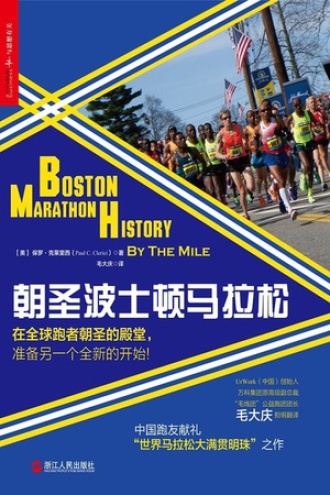 BOSTON
MARATHON
HISTORY
BY THE MILE
［美］保罗·克莱里西（Paul C. Clerici）著
毛大庆 译
朝圣波士顿马拉松
在全球跑者朝圣的殿堂，
准备另一个全新的开始！
UrWork（中国）创始人
万科集团原高级副总裁
“毛线团”公益跑团团长
毛大庆 担纲翻译
中国跑友献礼
“世界马拉松大满贯明珠”之作
浙江人民出版社